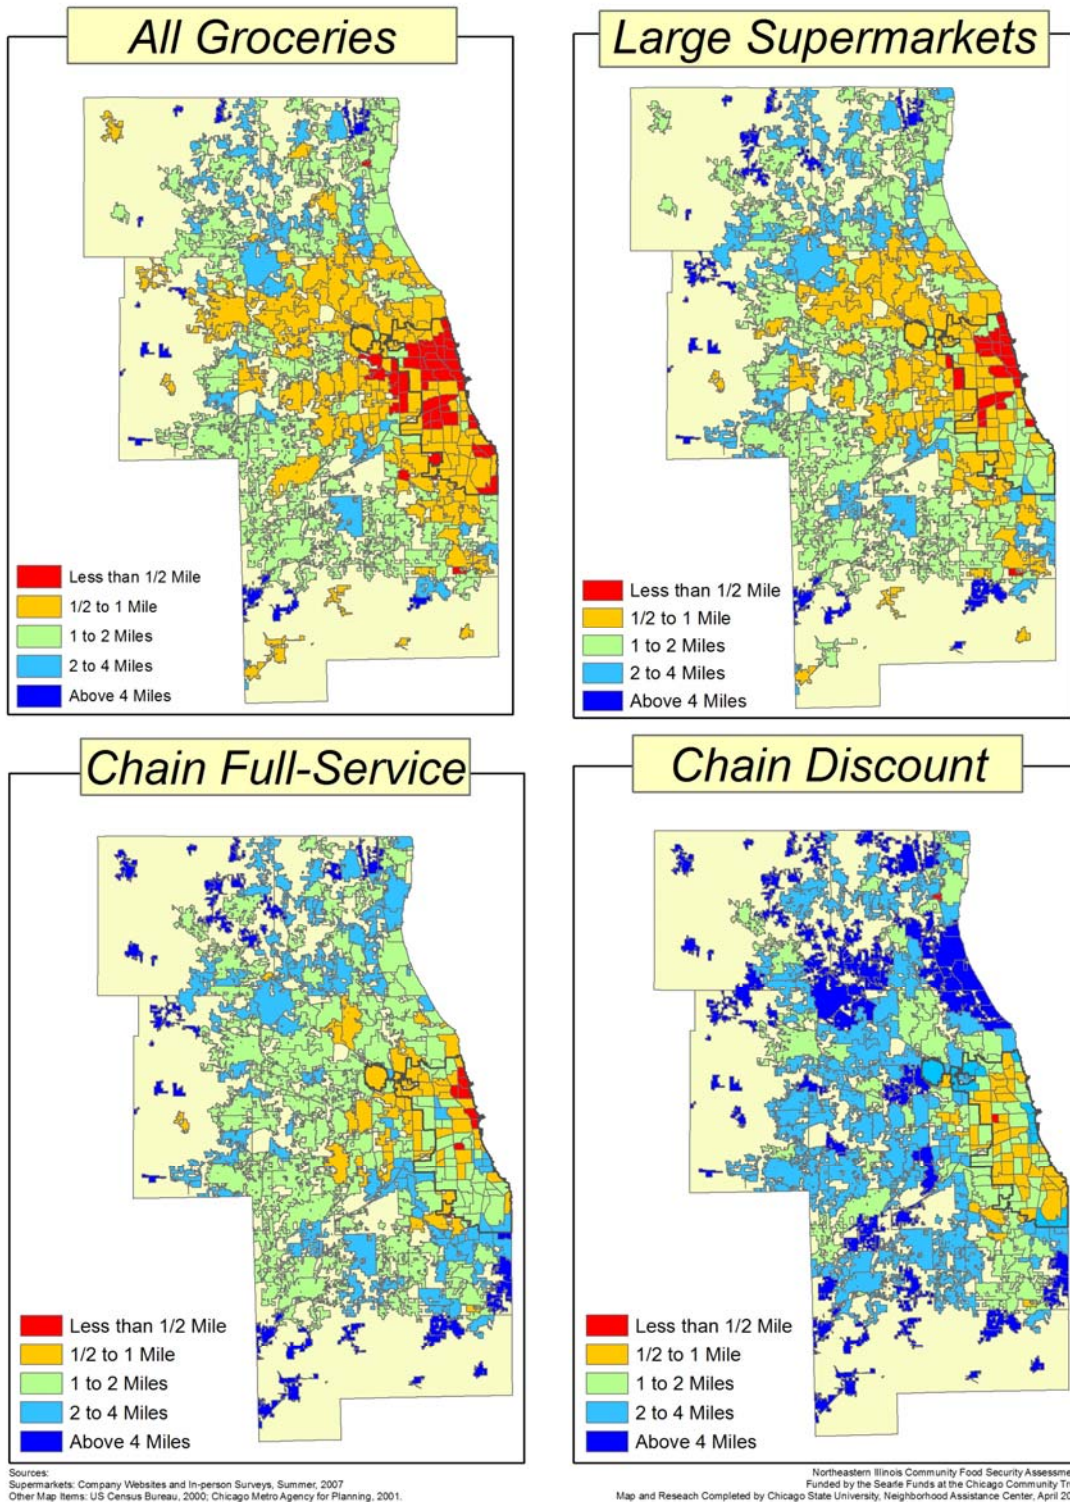 All Groceries
Less than 1/2 Mile
1/2 to 1 Mile
1 to 2 Miles
2 to 4 Miles
Above 4 Miles
Large Supermarkets
Less than 1/2 Mile
1/2 to 1 Mile
1 to 2 Miles
2 to 4 Miles
Above 4 Miles
Chain Full-Service
Less than 1/2 Mile
1/2 to 1 Mile
1 to 2 Miles
2 to 4 Miles
Above 4 Miles
Chain Discount
Less than 1/2 Mile
1/2 to 1 Mile
1 to 2 Miles
2 to 4 Miles
Above 4 Miles
Sources:
Supermarkets: Company Websites and In-person Surveys, Summer, 2007
Other Map Items: US Census Bureau, 2000; Chicago Metro Agency for Planning, 2001.
Northeastern Illinois Community Food Security Assessme
Funded by the Searle Funds at the Chicago Community Tru
Map and Reseach Completed by Chicago State University, Neighborhood Assistance Center, April 20